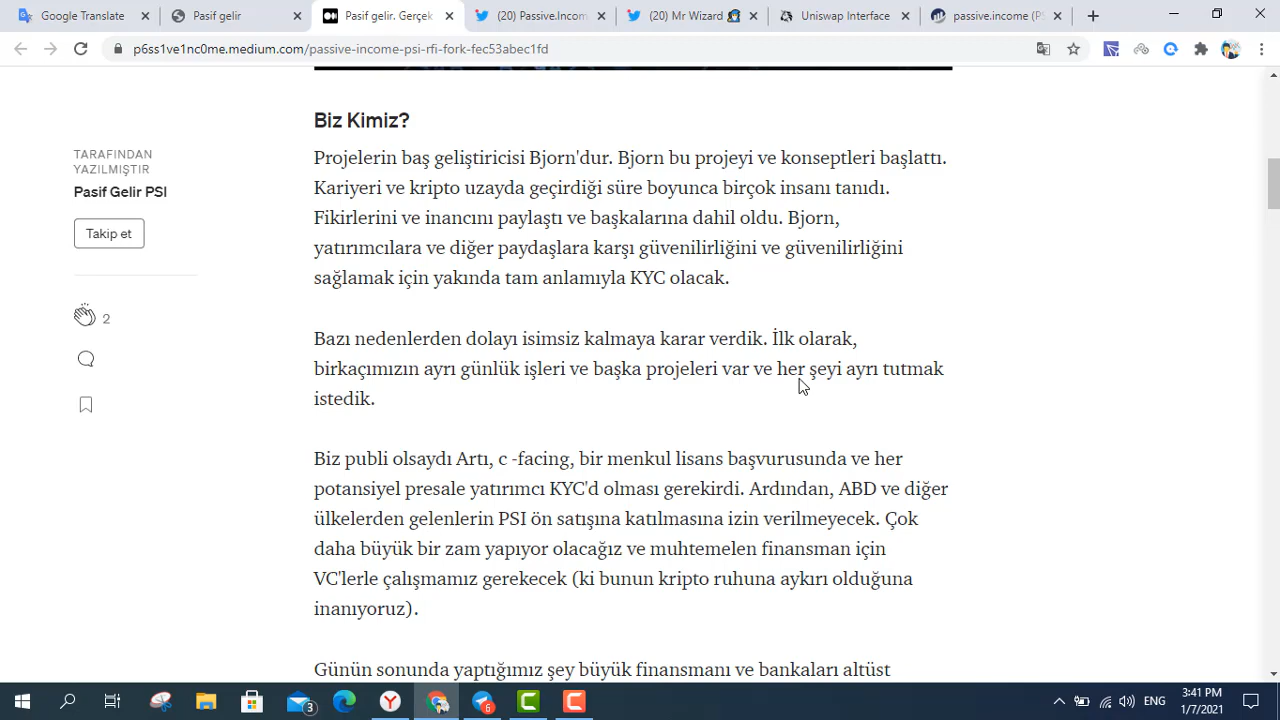 Google Translate
Pasif gelir
Pasif gelir. Gerçek
(20) Passive.Incom
(20) Mr Wizard
Uniswap Interface
passive.income (PS
p6ss1ve1nc0me.medium.com/passive-income-psi-rfi-fork-fec53abec1fd
TARAFINDAN
YAZILMIŞTIR
Pasif Gelir PSI
Takip et
2
Biz Kimiz?
Projelerin baş geliştiricisi Bjorn'dur. Bjorn bu projeyi ve konseptleri başlattı.
Kariyeri ve kripto uzayda geçirdiği süre boyunca birçok insanı tanıdı.
Fikirlerini ve inancını paylaştı ve başkalarına dahil oldu. Bjorn,
yatırımcılara ve diğer paydaşlara karşı güvenilirliğini ve güvenilirliğini
sağlamak için yakında tam anlamıyla KYC olacak.
Bazı nedenlerden dolayı isimsiz kalmaya karar verdik. İlk olarak,
birkaçımızın ayrı günlük işleri ve başka projeleri var ve her şeyi ayrı tutmak
istedik.
Biz publi olsaydı Artı, c -facing, bir menkul lisans başvurusunda ve her
potansiyel presale yatırımcı KYC'd olması gerekirdi. Ardından, ABD ve diğer
ülkelerden gelenlerin PSI ön satışına katılmasına izin verilmeyecek. Çok
daha büyük bir zam yapıyor olacağız ve muhtemelen finansman için
VC'lerle çalışmamız gerekecek (ki bunun kripto ruhuna aykırı olduğuna
inanıyoruz).
Günün sonunda yaptığımız şey büyük finansmanı ve bankaları altüst
3
6
ENG
3:41 PM
1/7/2021